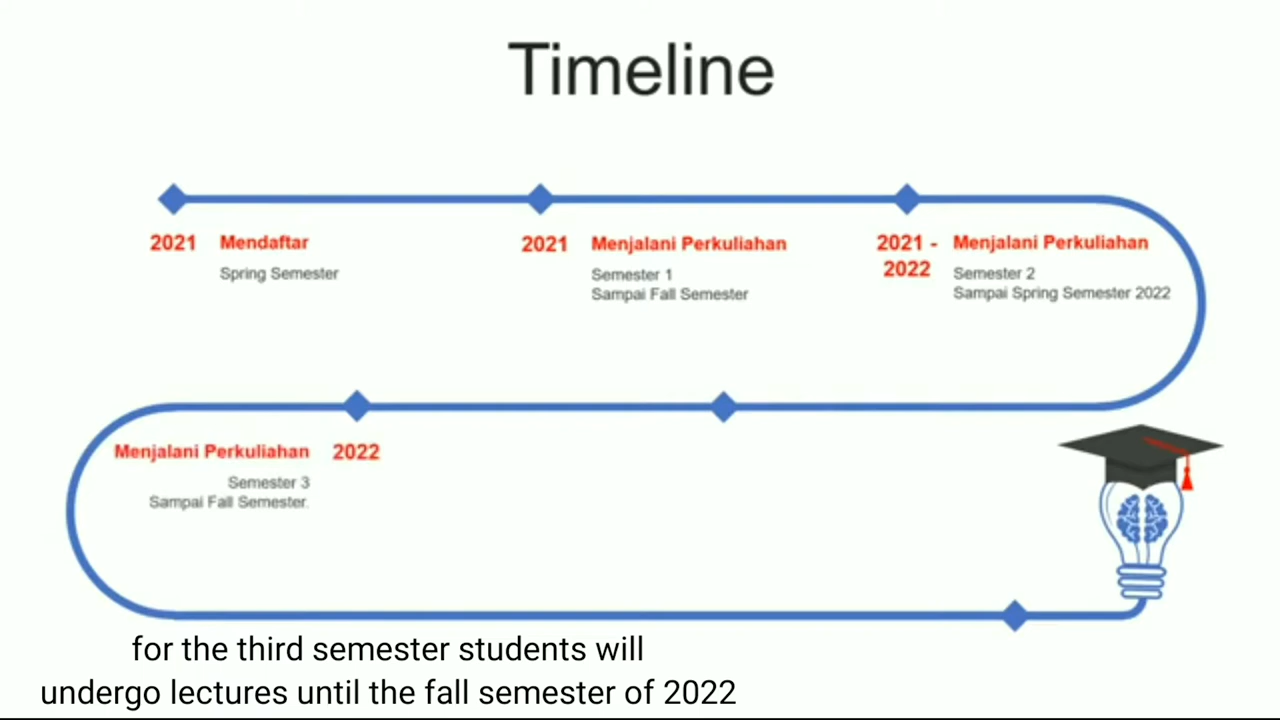 Timeline
2021 Mendaftar
Spring Semester
2021 Menjalani Perkuliahan
Semester 1
Sampai Fall Semester
2021 - Menjalani Perkuliahan
2022 Semester 2
Sampai Spring Semester 2022
Menjalani Perkuliahan 2022
Semester 3
Sampai Fall Semester.
for the third semester students will
undergo lectures until the fall semester of 2022